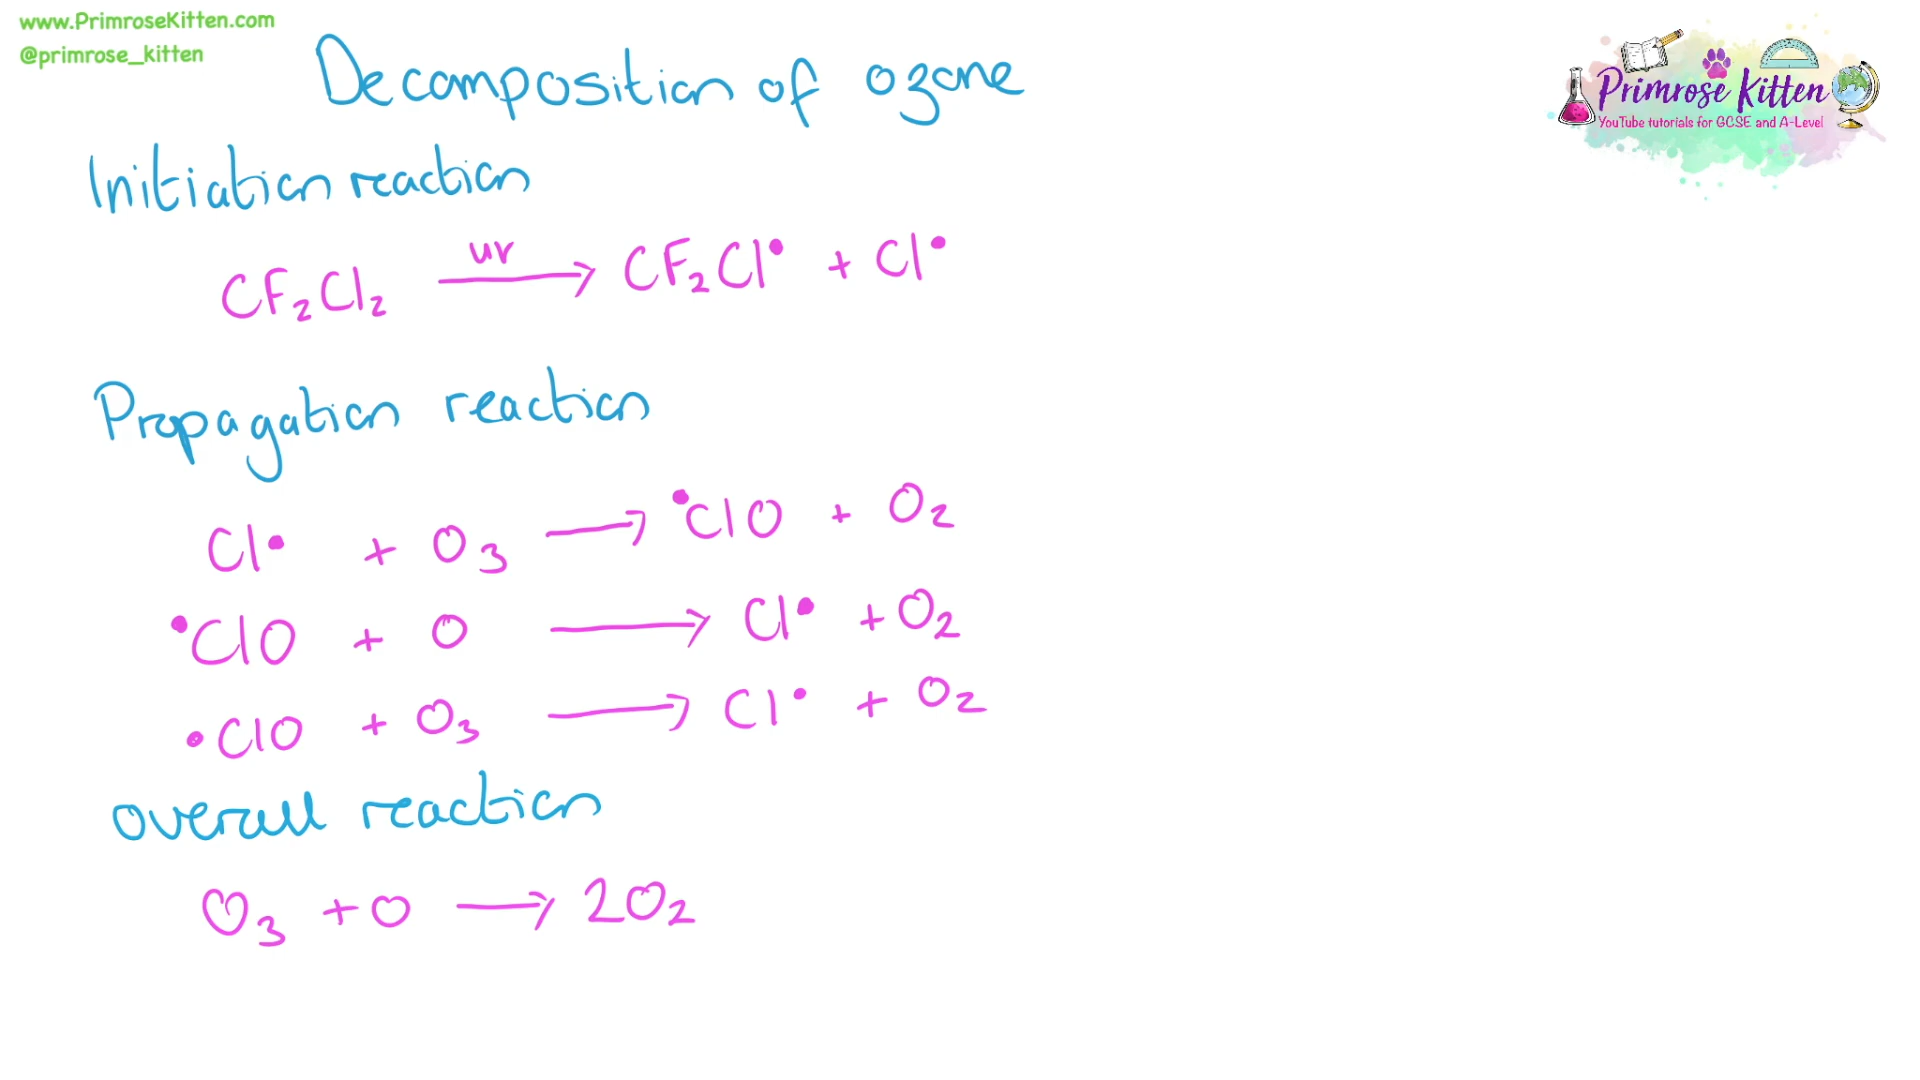 www.PrimroseKitten.com
@primrose_kitten
Primrose Kitten
YouTube tutorials for GCSE and A-Level
Decomposition of ozone
Initiation reaction
CF₂Cl₂ uv → CF₂Cl• + Cl•
Propagation reaction
Cl• + O₃ → •ClO + O₂
•ClO + O → Cl• + O₂
•ClO + O₃ → Cl• + O₂
overall reaction
O₃ + O → 2O₂